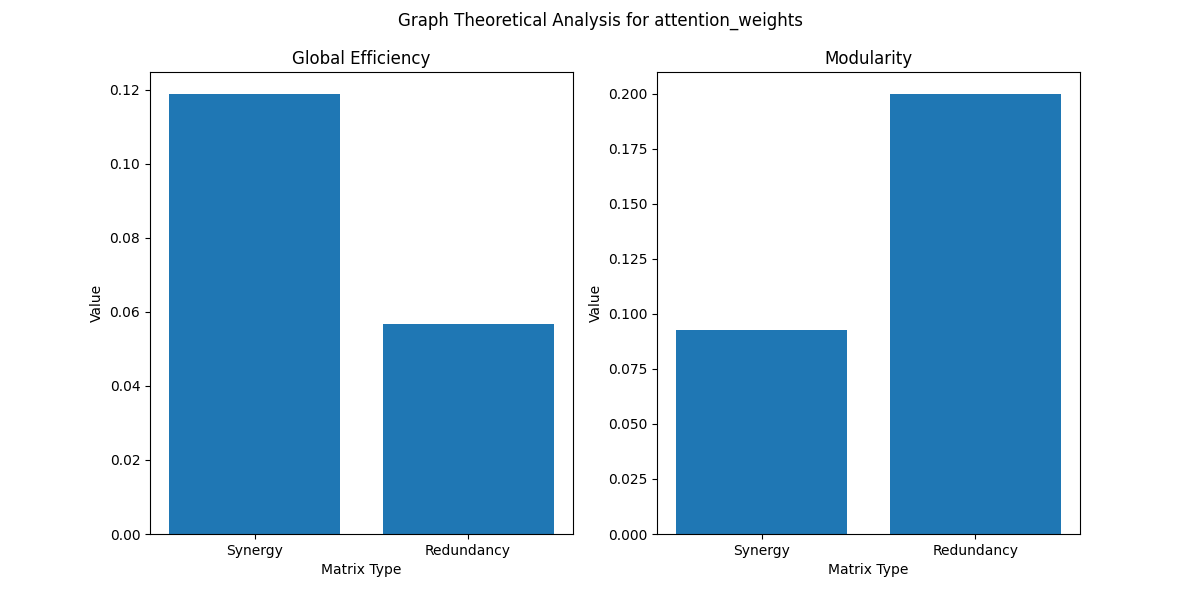 Graph Theoretical Analysis for attention_weights
Global Efficiency
0.12
0.10
0.08
0.06
0.04
0.02
0.00
Value
Synergy Redundancy
Matrix Type
Modularity
0.200
0.175
0.150
0.125
0.100
0.075
0.050
0.025
0.000
Value
Synergy Redundancy
Matrix Type